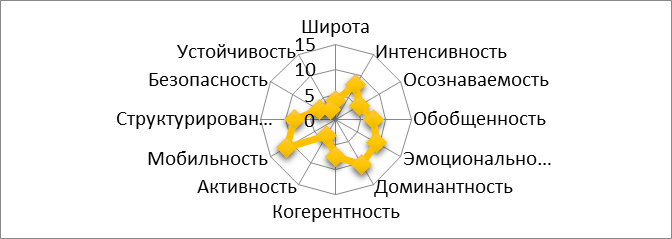 Широта
15
Устойчивость
Интенсивность
10
Безопасность
Осознаваемость
5
Структурирован...
0
Обобщенность
Мобильность
Эмоционально...
Активность
Доминантность
Когерентность